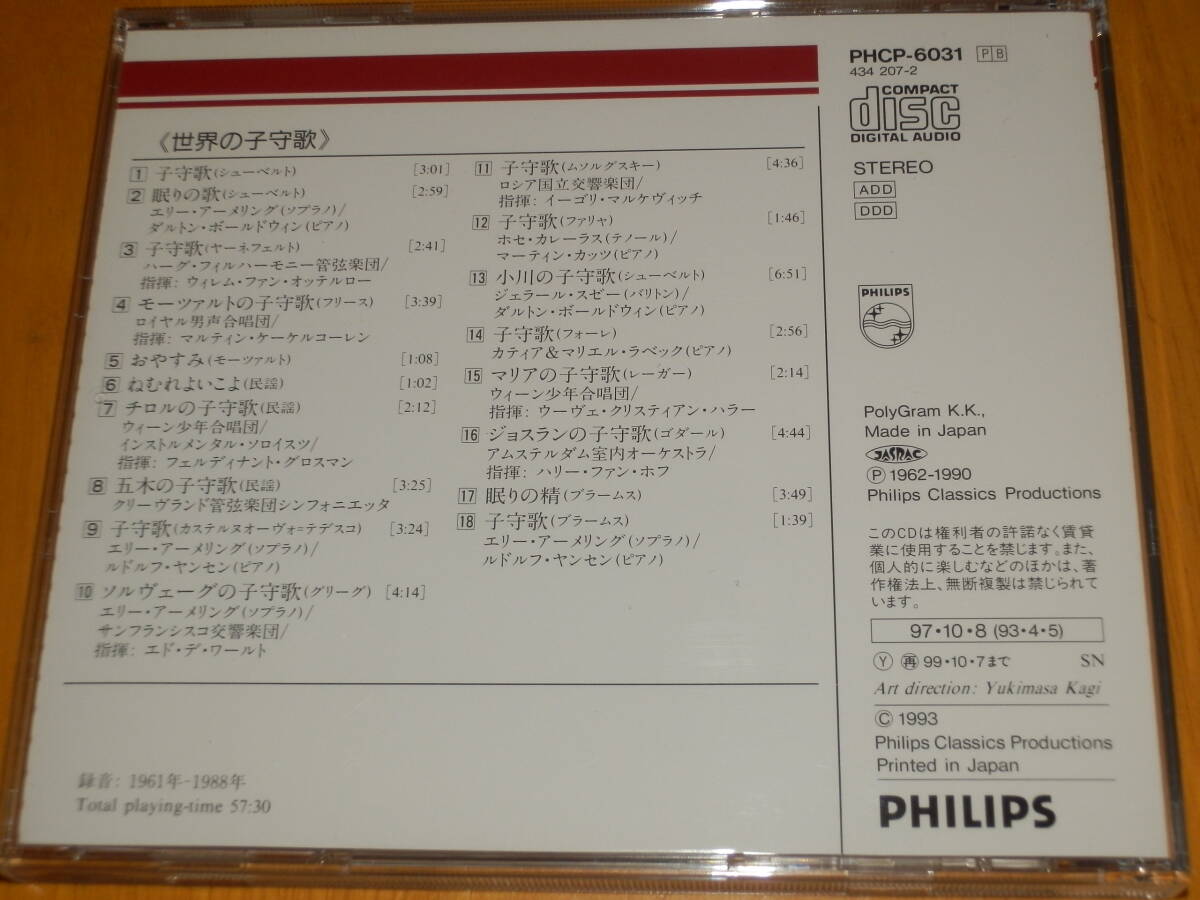 《世界の子守歌》
1 子守歌(シューベルト) [3:01]
2 眠りの歌(シューベルト) [2:59]
エリー・アーメリング(ソプラノ)/
ダルトン・ボールドウィン(ピアノ)
3 子守歌(ヤーネフェルト) [2:41]
ハーグ・フィルハーモニー管弦楽団/
指揮: ウィレム・ファン・オッテルロー
4 モーツァルトの子守歌(フリース) [3:39]
ロイヤル男声合唱団/
指揮: マルティン・ケーケルコーレン
5 おやすみ(モーツァルト) [1:08]
6 ねむれよいこよ(民謡) [1:02]
7 チロルの子守歌(民謡) [2:12]
ウィーン少年合唱団/
インストルメンタル・ソロイスツ/
指揮: フェルディナント・グロスマン
8 五木の子守歌(民謡) [3:25]
クリーヴランド管弦楽団シンフォニエッタ
9 子守歌(カステルヌオーヴォ=テデスコ) [3:24]
エリー・アーメリング(ソプラノ)/
ルドルフ・ヤンセン(ピアノ)
10 ソルヴェーグの子守歌(グリーグ) [4:14]
エリー・アーメリング(ソプラノ)/
サンフランシスコ交響楽団/
指揮: エド・デ・ワールト
11 子守歌(ムソルグスキー) [4:36]
ロシア国立交響楽団/
指揮: イーゴリ・マルケヴィッチ
12 子守歌(ファリャ) [1:46]
ホセ・カレーラス(テノール)/
マーティン・カッツ(ピアノ)
13 小川の子守歌(シューベルト) [6:51]
ジェラール・スゼー(バリトン)/
ダルトン・ボールドウィン(ピアノ)
14 子守歌(フォーレ) [2:56]
カティア&マリエル・ラベック(ピアノ)
15 マリアの子守歌(レーガー) [2:14]
ウィーン少年合唱団/
指揮: ウーヴェ・クリスティアン・ハラー
16 ジョスランの子守歌(ゴダール) [4:44]
アムステルダム室内オーケストラ/
指揮: ハリー・ファン・ホフ
17 眠りの精(ブラームス) [3:49]
18 子守歌(ブラームス) [1:39]
エリー・アーメリング(ソプラノ)/
ルドルフ・ヤンセン(ピアノ)
録音: 1961年-1988年
Total playing-time 57:30
PHCP-6031 PB
434 207-2
COMPACT
disc
DIGITAL AUDIO
STEREO
ADD
DDD
PHILIPS
PolyGram K.K.,
Made in Japan
JASRAC
Ⓟ 1962-1990
Philips Classics Productions
このCDは権利者の許諾なく賃貸
業に使用することを禁じます。また、
個人的に楽しむなどのほかは、著
作権法上、無断複製は禁じられて
います。
97・10・8 (93・4・5)
Ⓨ ㊢ 99・10・7まで SN
Art direction: Yukimasa Kagi
© 1993
Philips Classics Productions
Printed in Japan
PHILIPS